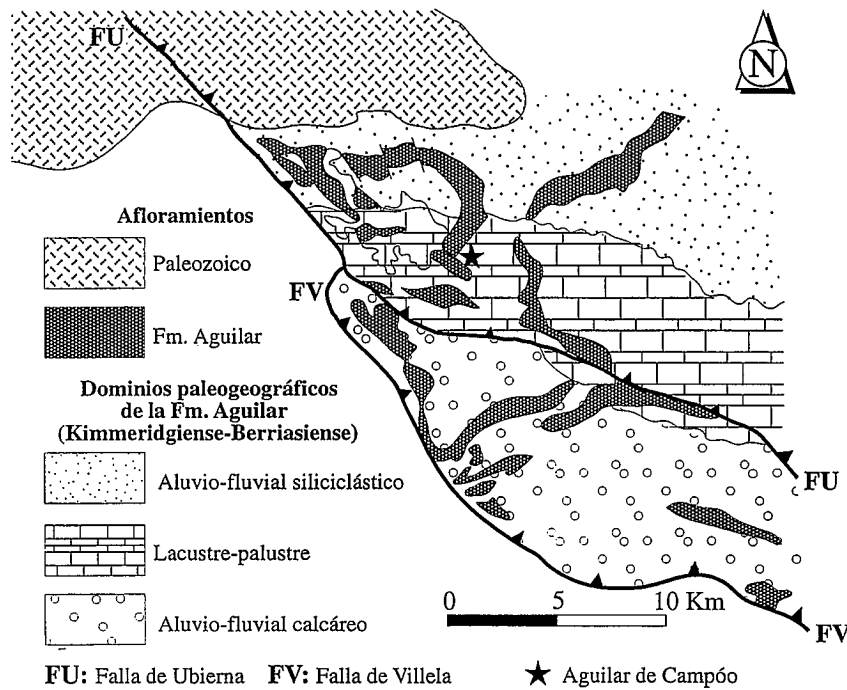 FU
N
Afloramientos
Paleozoico
FV
Fm. Aguilar
Dominios paleogeográficos
de la Fm. Aguilar
(Kimmeridgiense-Berriasiense)
Aluvio-fluvial siliciclástico
FU
Lacustre-palustre
Aluvio-fluvial calcáreo
0 5 10 Km
FV
FU: Falla de Ubierna FV: Falla de Villela Aguilar de Campóo